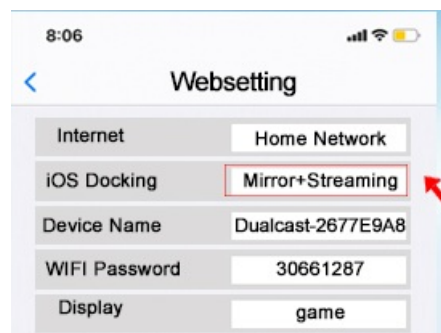 8:06
Websetting
Internet Home Network
iOS Docking Mirror+Streaming
Device Name Dualcast-2677E9A8
WIFI Password 30661287
Display game